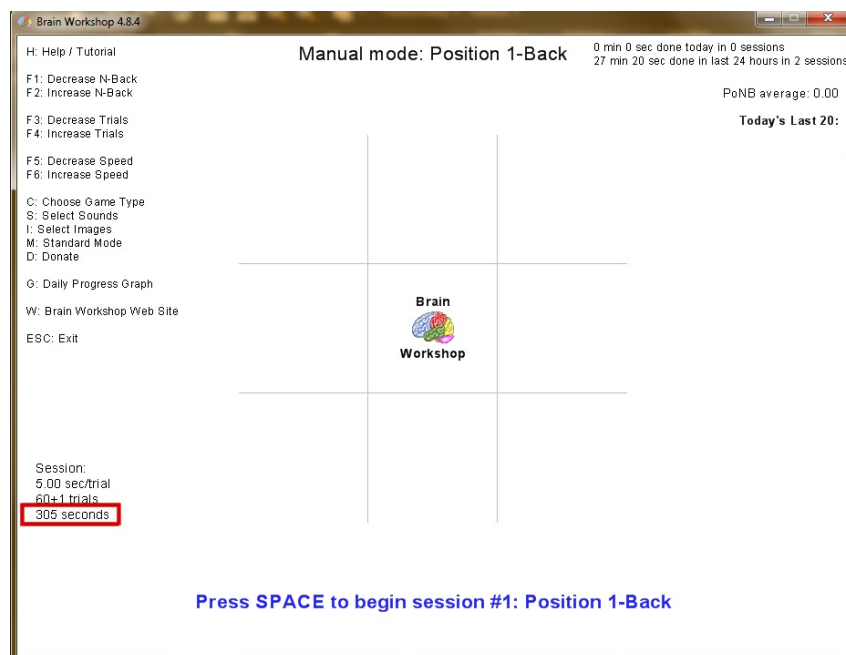 Brain Workshop 4.8.4
H: Help / Tutorial
Manual mode: Position 1-Back
0 min 0 sec done today in 0 sessions
27 min 20 sec done in last 24 hours in 2 sessions
F1: Decrease N-Back
F2: Increase N-Back
PoNB average: 0.00
F3: Decrease Trials
F4: Increase Trials
Today's Last 20:
F5: Decrease Speed
F6: Increase Speed
C: Choose Game Type
S: Select Sounds
I: Select Images
M: Standard Mode
D: Donate
G: Daily Progress Graph
W: Brain Workshop Web Site
ESC: Exit
Brain
Workshop
Session:
5.00 sec/trial
60+1 trials
305 seconds
Press SPACE to begin session #1: Position 1-Back